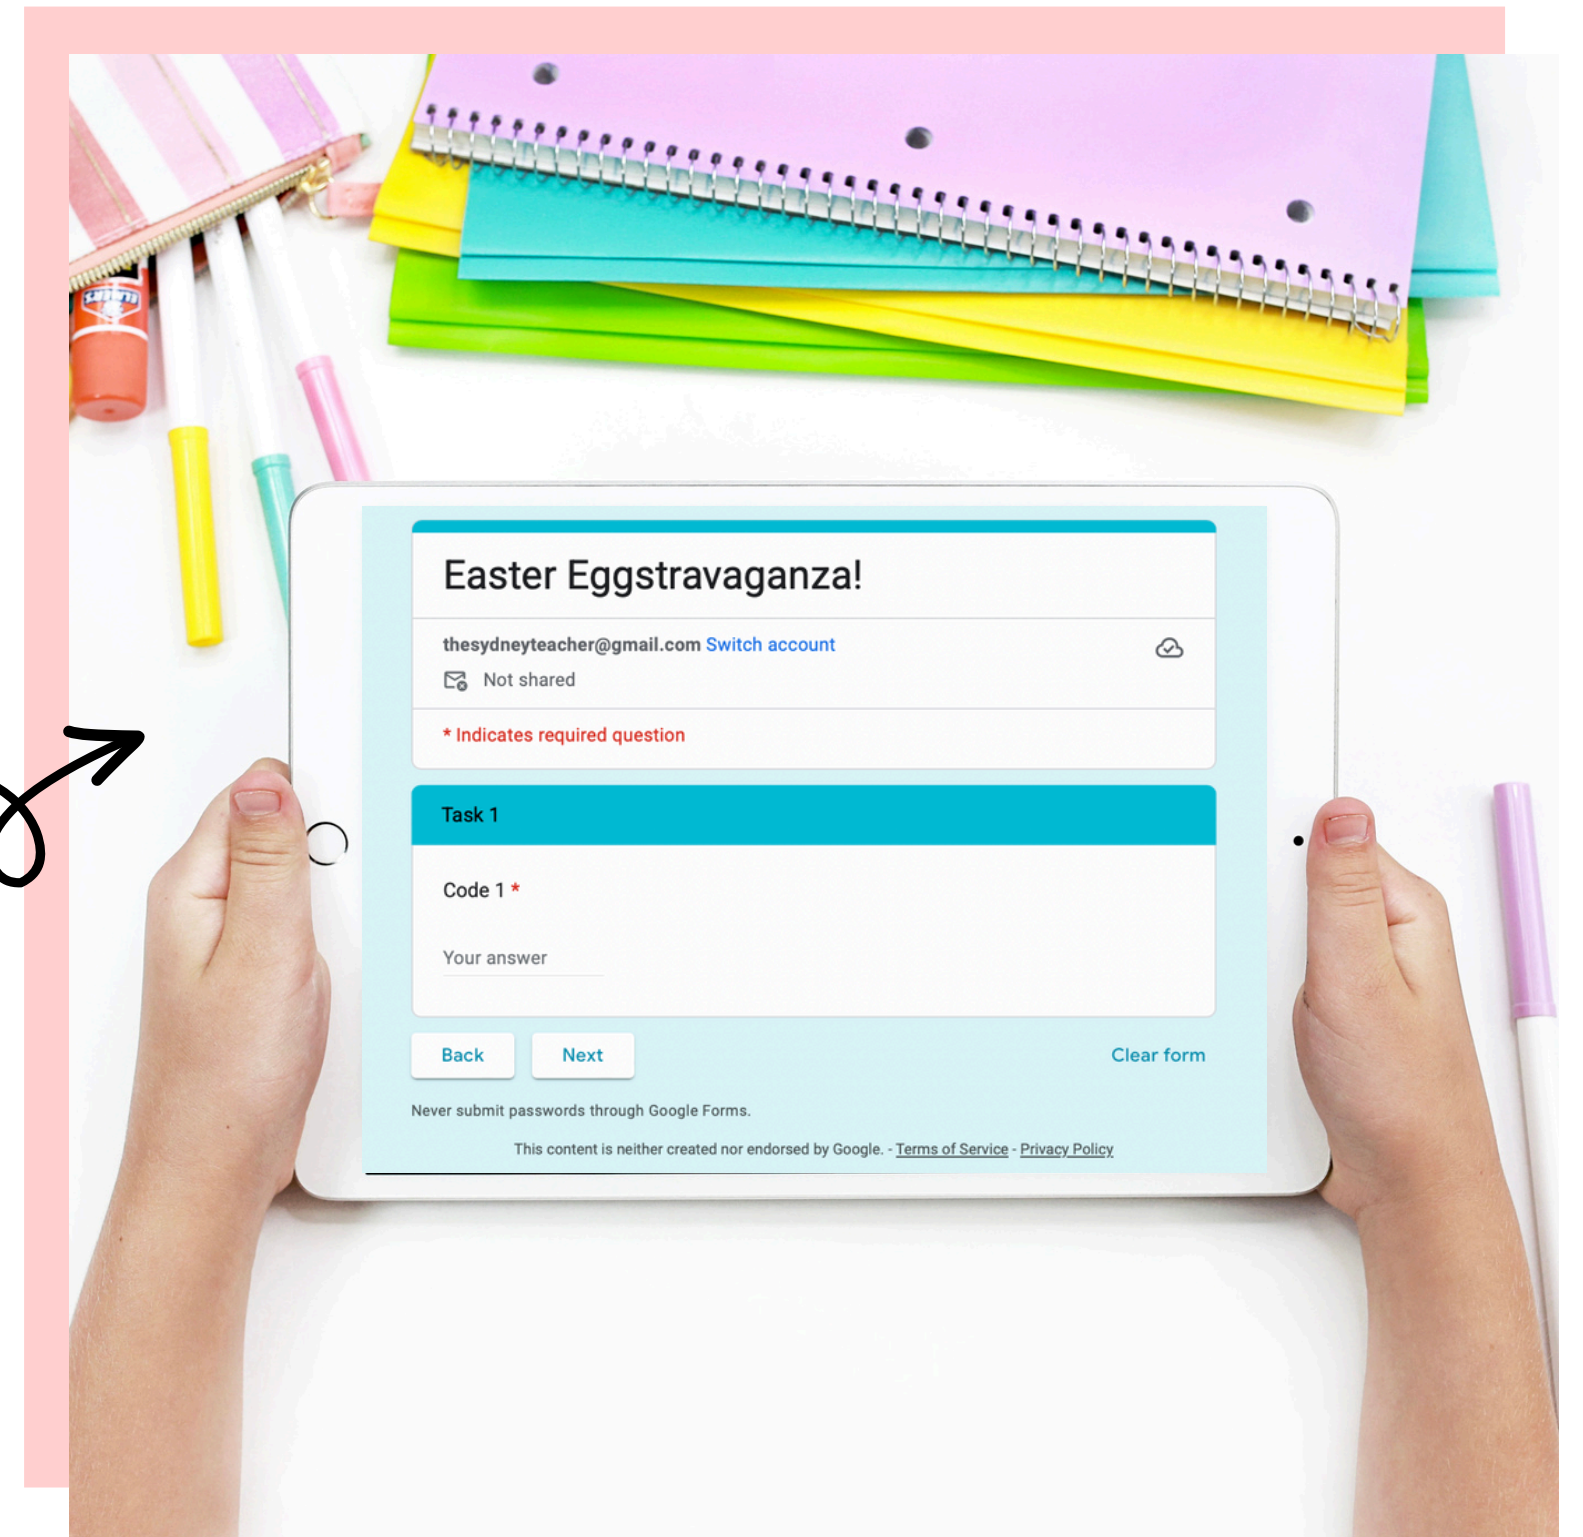 ELMER'S
Easter Eggstravaganza!
thesydneyteacher@gmail.com Switch account
Not shared
* Indicates required question
Task 1
Code 1 *
Your answer
Back Next Clear form
Never submit passwords through Google Forms.
This content is neither created nor endorsed by Google. - Terms of Service - Privacy Policy